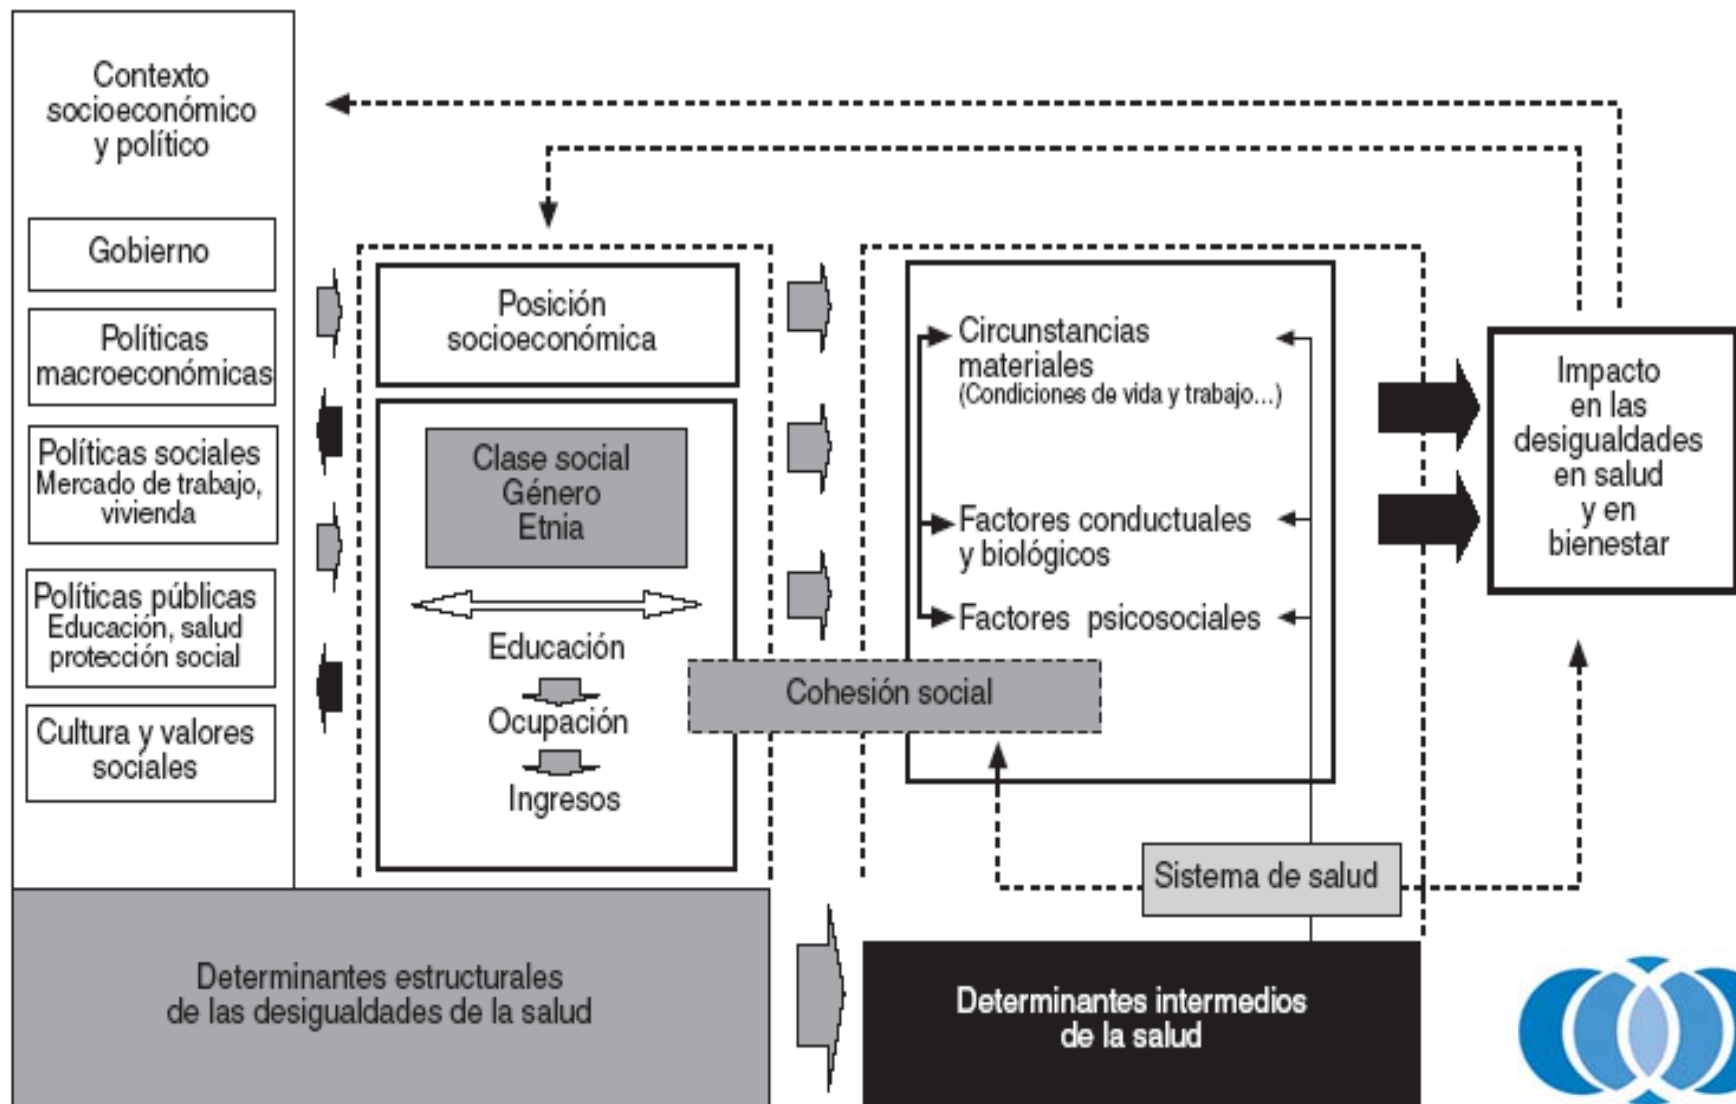 Contexto
socioeconómico
y político
Gobierno
Políticas
macroeconómicas
Políticas sociales
Mercado de trabajo,
vivienda
Políticas públicas
Educación, salud
protección social
Cultura y valores
sociales
Posición
socioeconómica
Clase social
Género
Etnia
Educación
Ocupación
Ingresos
Cohesión social
Circunstancias
materiales
(Condiciones de vida y trabajo...)
Factores conductuales
y biológicos
Factores psicosociales
Sistema de salud
Impacto
en las
desigualdades
en salud
y en
bienestar
Determinantes estructurales
de las desigualdades de la salud
Determinantes intermedios
de la salud